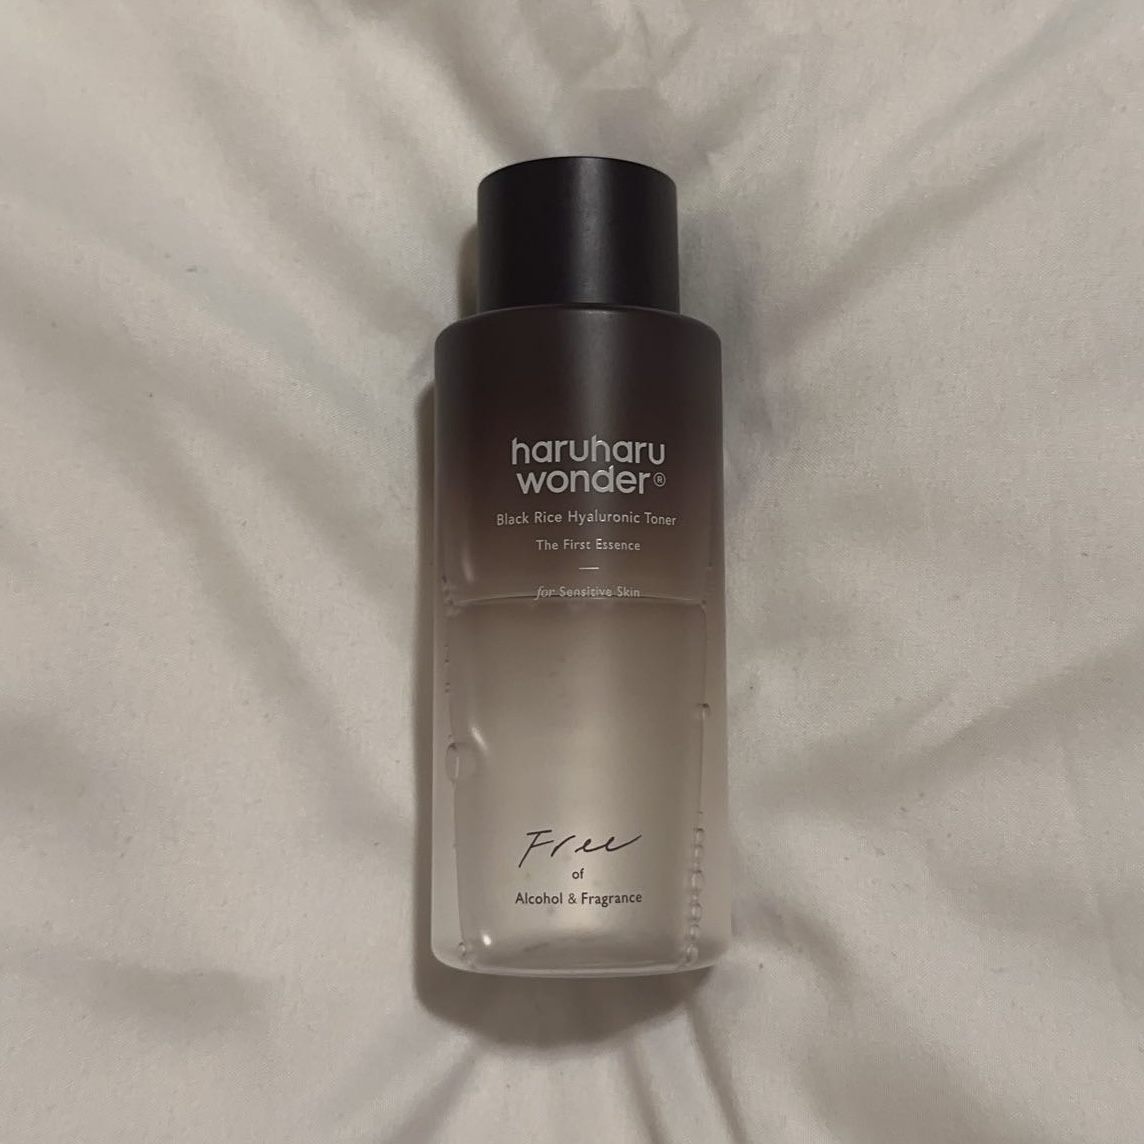 haruharu
wonder®
Black Rice Hyaluronic Toner
The First Essence
for Sensitive Skin
Free
of
Alcohol & Fragrance